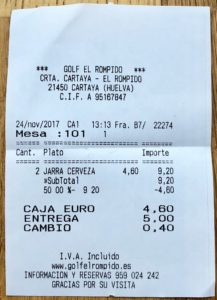 *** GOLF EL ROMPIDO ***
CRTA. CARTAYA - EL ROMPIDO
21450 CARTAYA (HUELVA)
C.I.F. A 95167847
24/nov/2017 CA1 13:13 Fra. B7/ 22274
Mesa :101 1
Cant. Plato Importe
2 JARRA CERVEZA 4,60 9,20
»SubTotal 9,20
50 00 %- 9 20 -4,60
CAJA EURO 4,60
ENTREGA 5,00
CAMBIO 0,40
I.V.A. Incluido
www.golfelrompido.es
INFORMACION Y RESERVAS 959 024 242
GRACIAS POR SU VISITA